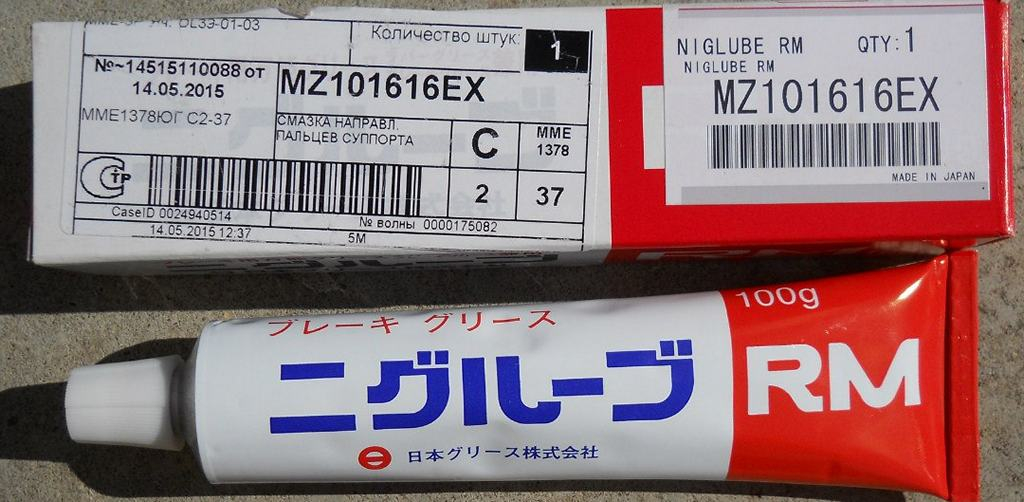 DL39-01-03
Количество штук:
1
№~14515110088 от
14.05.2015
MZ101616EX
MME1378ЮГ C2-37
СМАЗКА НАПРАВЛ.
ПАЛЬЦЕВ СУППОРТА
C
MME
1378
2
37
CaseID 0024940514
№ волны 0000175082
14.05.2015 12:37
5M
NIGLUBE RM QTY:1
NIGLUBE RM
MZ101616EX
MADE IN JAPAN
100g
ブレーキ グリース
ニグルーブ
RM
日本グリース株式会社